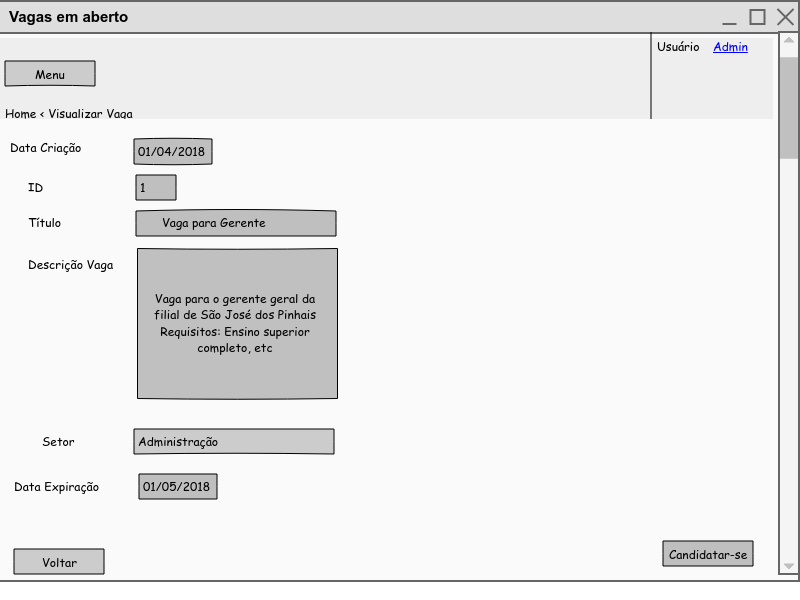 Vagas em aberto
Usuário Admin
Menu
Home < Visualizar Vaga
Data Criação 01/04/2018
ID 1
Título Vaga para Gerente
Descrição Vaga
Vaga para o gerente geral da
filial de São José dos Pinhais
Requisitos: Ensino superior
completo, etc
Setor Administração
Data Expiração 01/05/2018
Voltar Candidatar-se